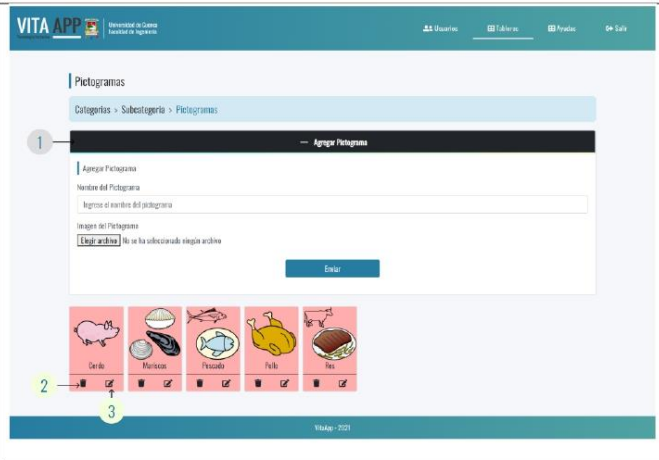 VITA APP
Universidad de Cuenca
Facultad de Ingeniería
Usuarios
Tableros
Ayudas
Salir
Pictogramas
Categorias > Subcategoria > Pictogramas
1
— Agregar Pictograma
Agregar Pictograma
Nombre del Pictograma
Ingrese el nombre del pictograma
Imagen del Pictograma
Elegir archivo No se ha seleccionado ningún archivo
Enviar
Cerdo
Mariscos
Pescado
Pollo
Res
2
3
VitaApp - 2021